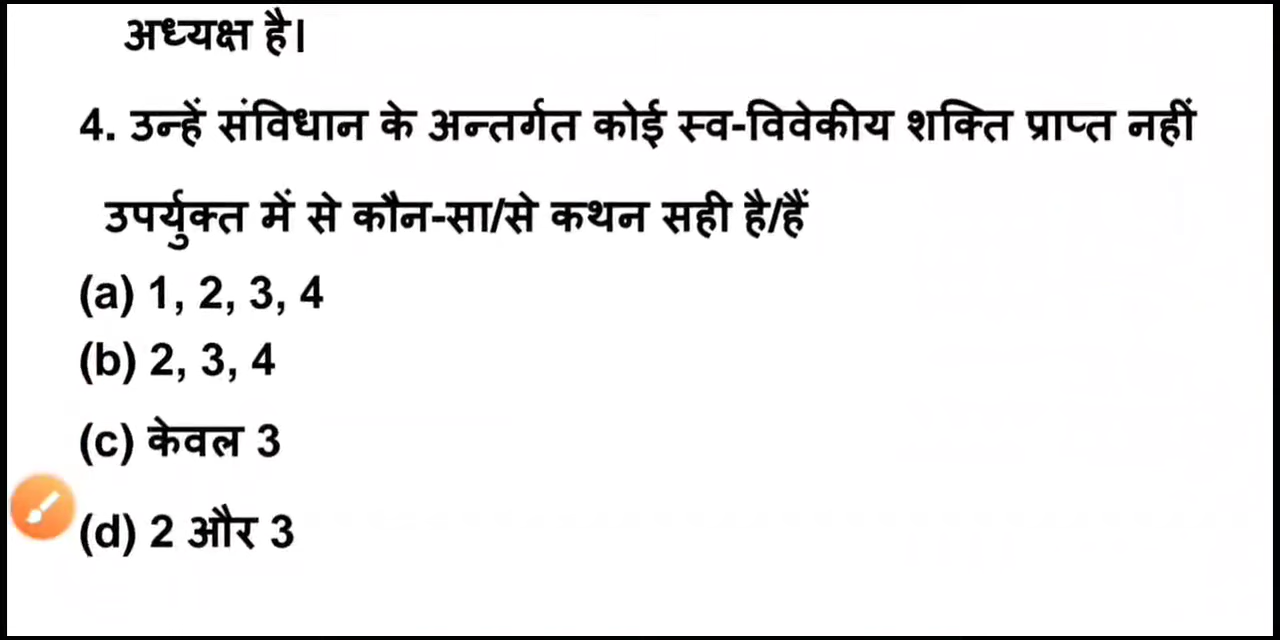 अध्यक्ष है।
4. उन्हें संविधान के अन्तर्गत कोई स्व-विवेकीय शक्ति प्राप्त नहीं
उपर्युक्त में से कौन-सा/से कथन सही है/हैं
(a) 1, 2, 3, 4
(b) 2, 3, 4
(c) केवल 3
(d) 2 और 3